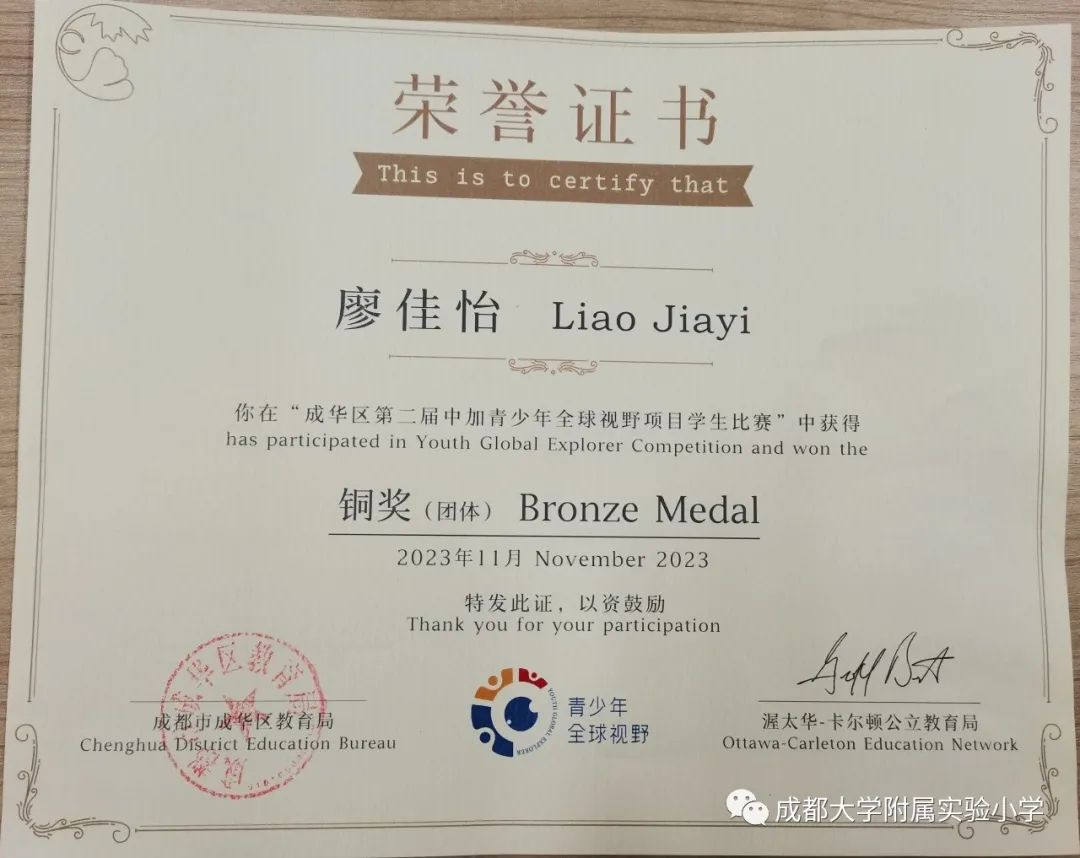 荣誉证书
This is to certify that
廖佳怡 Liao Jiayi
你在“成华区第二届中加青少年全球视野项目学生比赛”中获得
has participated in Youth Global Explorer Competition and won the
铜奖（团体） Bronze Medal
2023年11月 November 2023
特发此证，以资鼓励
Thank you for your participation
成都市成华区教育局
Chenghua District Education Bureau
YOUTH GLOBAL EXPLORER
青少年
全球视野
渥太华-卡尔顿公立教育局
Ottawa-Carleton Education Network
成都大学附属实验小学